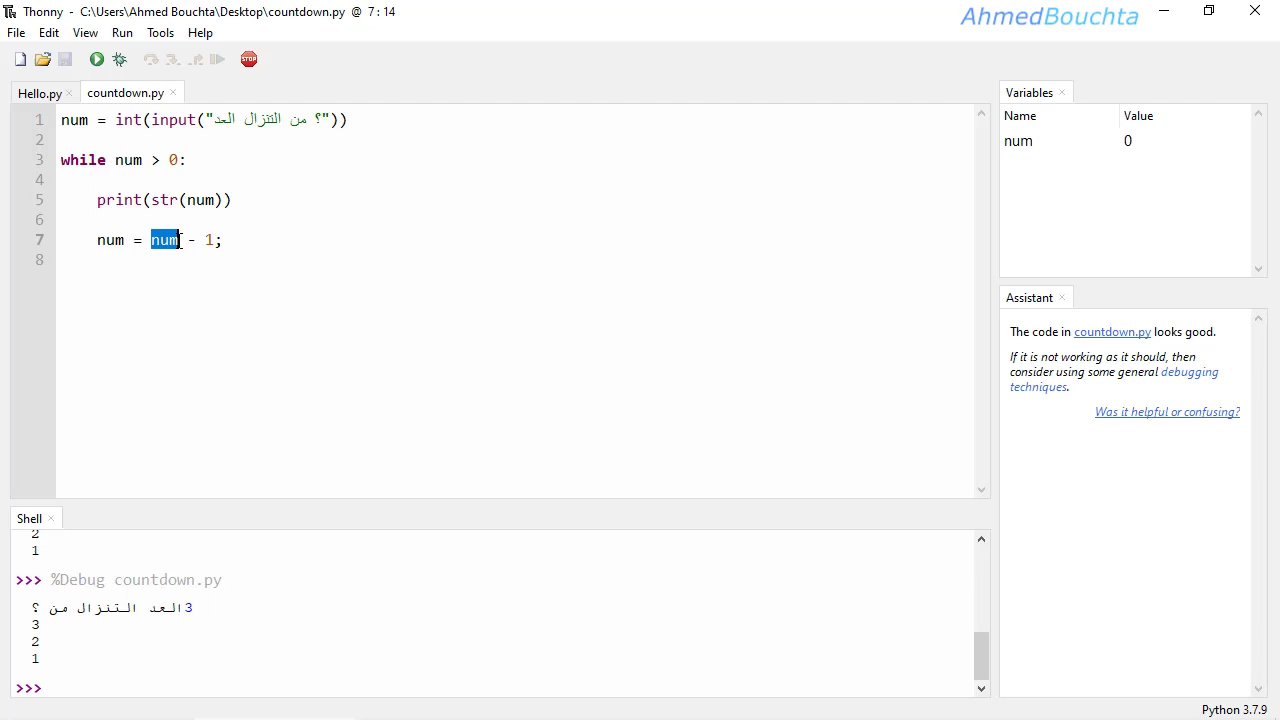 Thonny - C:\Users\Ahmed Bouchta\Desktop\countdown.py @ 7:14
AhmedBouchta
File Edit View Run Tools Help
STOP
Hello.py × countdown.py ×
1 num = int(input("العد التنزال من ؟"))
2
3 while num > 0:
4
5 print(str(num))
6
7 num = num - 1;
8
Variables ×
Name Value
num 0
Assistant ×
The code in countdown.py looks good.
If it is not working as it should, then
consider using some general debugging
techniques.
Was it helpful or confusing?
Shell ×
2
1
>>> %Debug countdown.py
العد التنزال من ؟3
3
2
1
>>>
Python 3.7.9